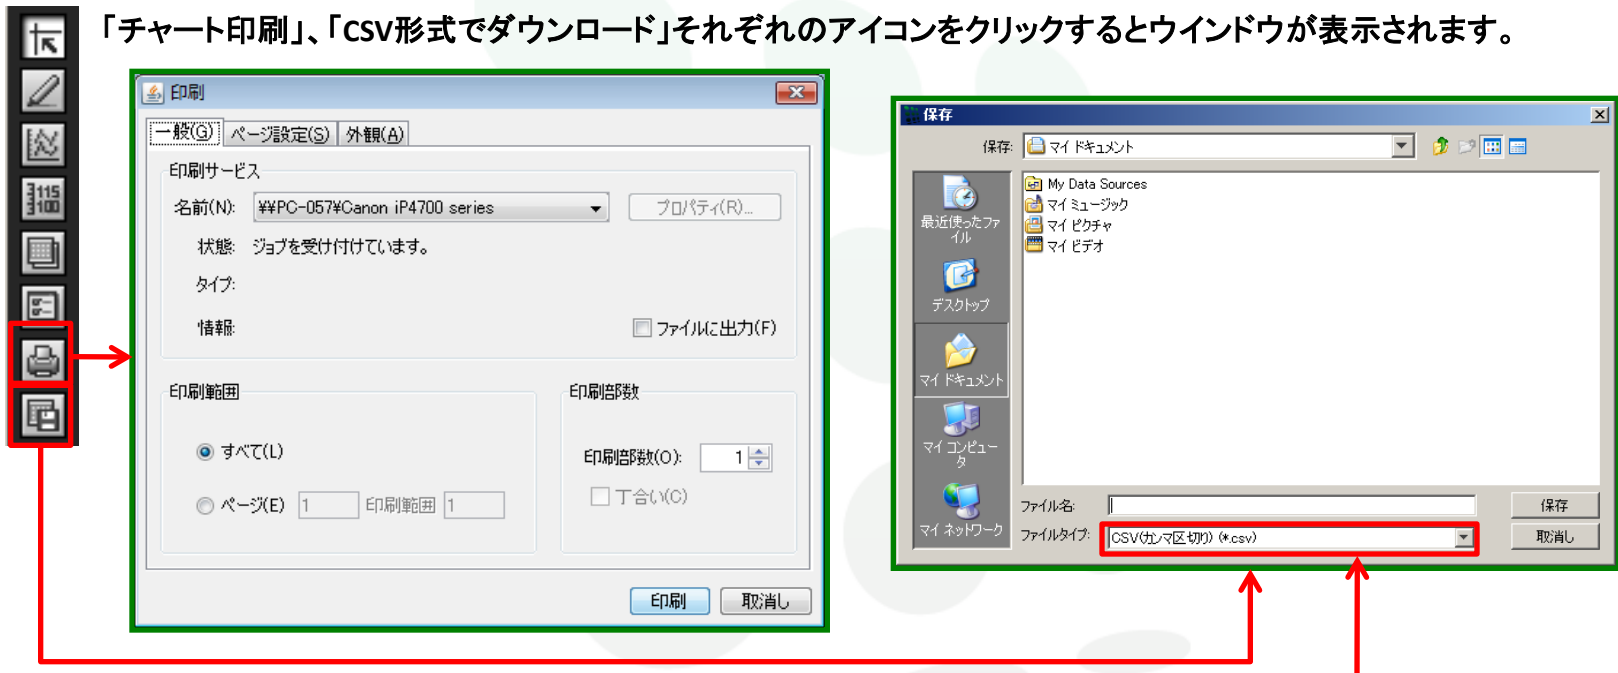 「チャート印刷」、「CSV形式でダウンロード」それぞれのアイコンをクリックするとウインドウが表示されます。
115
100
印刷
一般(G) ページ設定(S) 外観(A)
印刷サービス
名前(N): ¥¥PC-057¥Canon iP4700 series プロパティ(R)...
状態: ジョブを受け付けています。
タイプ:
情報: ファイルに出力(F)
印刷範囲
すべて(L)
ページ(E) 1 印刷範囲 1
印刷部数
印刷部数(O): 1
丁合い(C)
印刷 取消し
保存
保存: マイ ドキュメント
最近使ったファ
イル
デスクトップ
マイ ドキュメント
マイ コンピュー
タ
マイ ネットワーク
My Data Sources
マイ ミュージック
マイ ピクチャ
マイ ビデオ
ファイル名: 保存
ファイルタイプ: CSV(カンマ区切り) (*.csv) 取消し